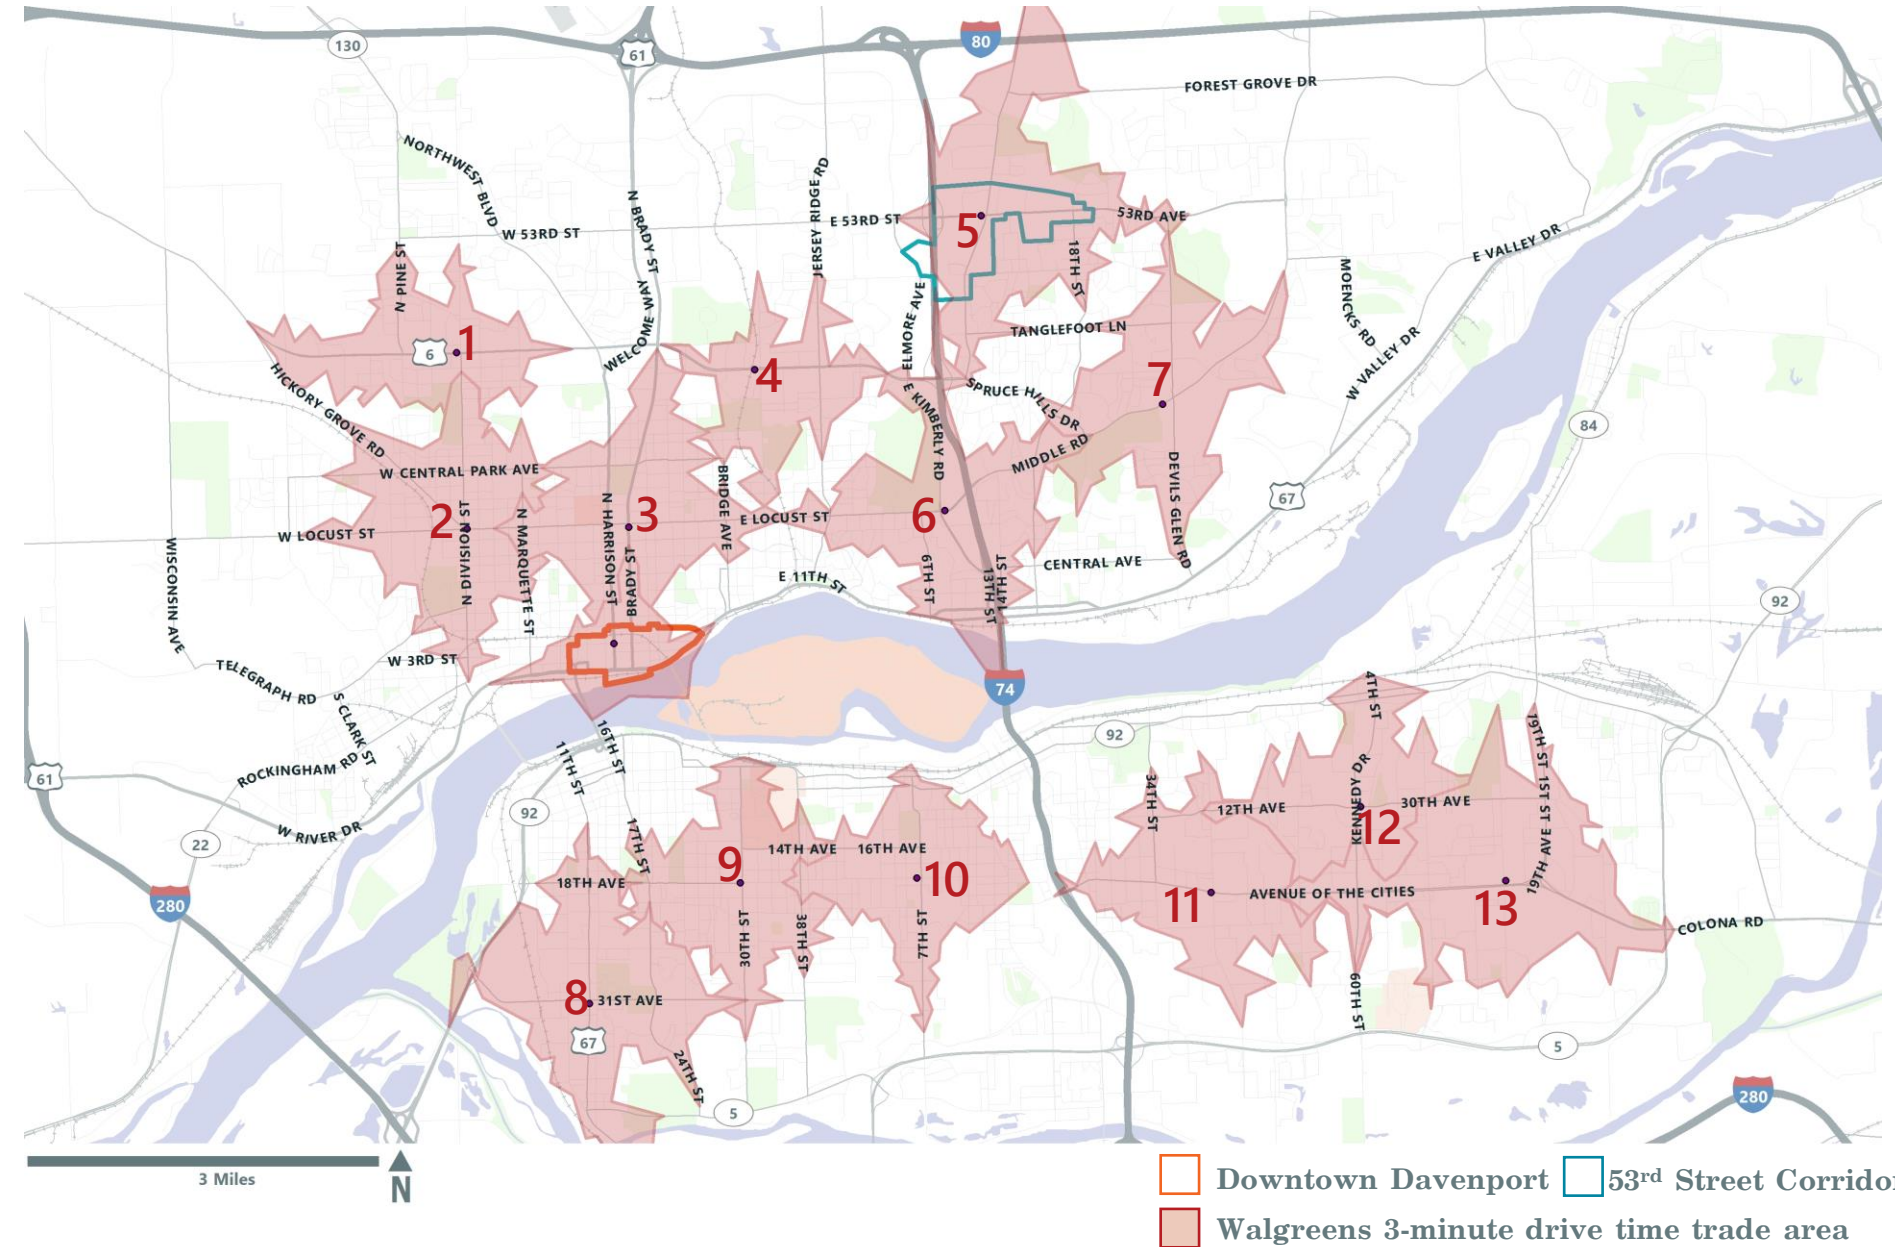 130
61
80
FOREST GROVE DR
NORTHWEST BLVD
JERSEY RIDGE RD
N PINE ST
W 53RD ST
N BRADY ST
E 53RD ST
5
53RD AVE
18TH ST
E VALLEY DR
MOENCKS RD
ELMORE AVE
TANGLEFOOT LN
WELCOME WAY
6
1
4
7
HICKORY GROVE RD
E KIMBERLY RD
SPRUCE HILLS DR
W VALLEY DR
84
W CENTRAL PARK AVE
MIDDLE RD
BRIDGE AVE
DEVILS GLEN RD
67
2
3
6
W LOCUST ST
N DIVISION ST
N MARQUETTE ST
N HARRISON ST
BRADY ST
E LOCUST ST
WISCONSIN AVE
E 11TH ST
6TH ST
13TH ST
14TH ST
CENTRAL AVE
92
W 3RD ST
TELEGRAPH RD
S CLARK ST
74
4TH ST
16TH ST
11TH ST
92
19TH ST
1ST ST
61
ROCKINGHAM RD
34TH ST
KENNEDY DR
12TH AVE
30TH AVE
92
W RIVER DR
22
17TH ST
12
9
14TH AVE
16TH AVE
10
18TH AVE
11
AVENUE OF THE CITIES
13
19TH AVE
280
30TH ST
38TH ST
7TH ST
COLONA RD
8
31ST AVE
60TH ST
67
24TH ST
5
5
280
3 Miles
N
Downtown Davenport
53rd Street Corridor
Walgreens 3-minute drive time trade area